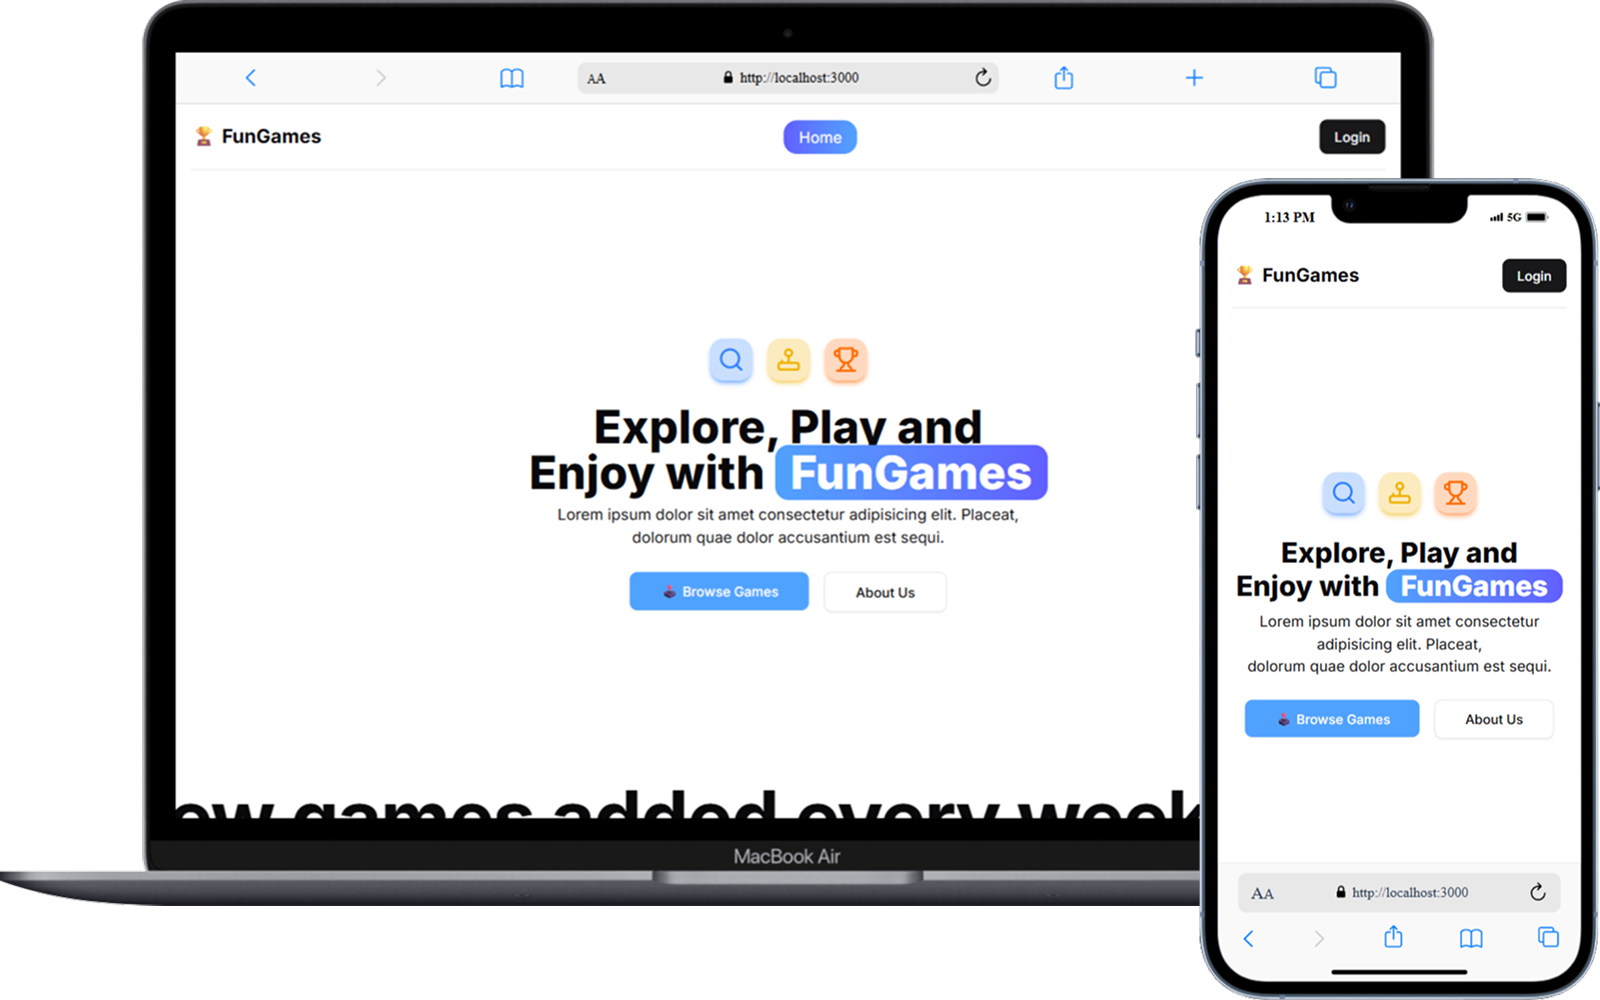 AA http://localhost:3000
FunGames
Home
Login
Explore, Play and
Enjoy with FunGames
Lorem ipsum dolor sit amet consectetur adipisicing elit. Placeat,
dolorum quae dolor accusantium est sequi.
Browse Games
About Us
ew games added every week
MacBook Air
1:13 PM
5G
FunGames
Login
Explore, Play and
Enjoy with FunGames
Lorem ipsum dolor sit amet consectetur
adipisicing elit. Placeat,
dolorum quae dolor accusantium est sequi.
Browse Games
About Us
AA http://localhost:3000